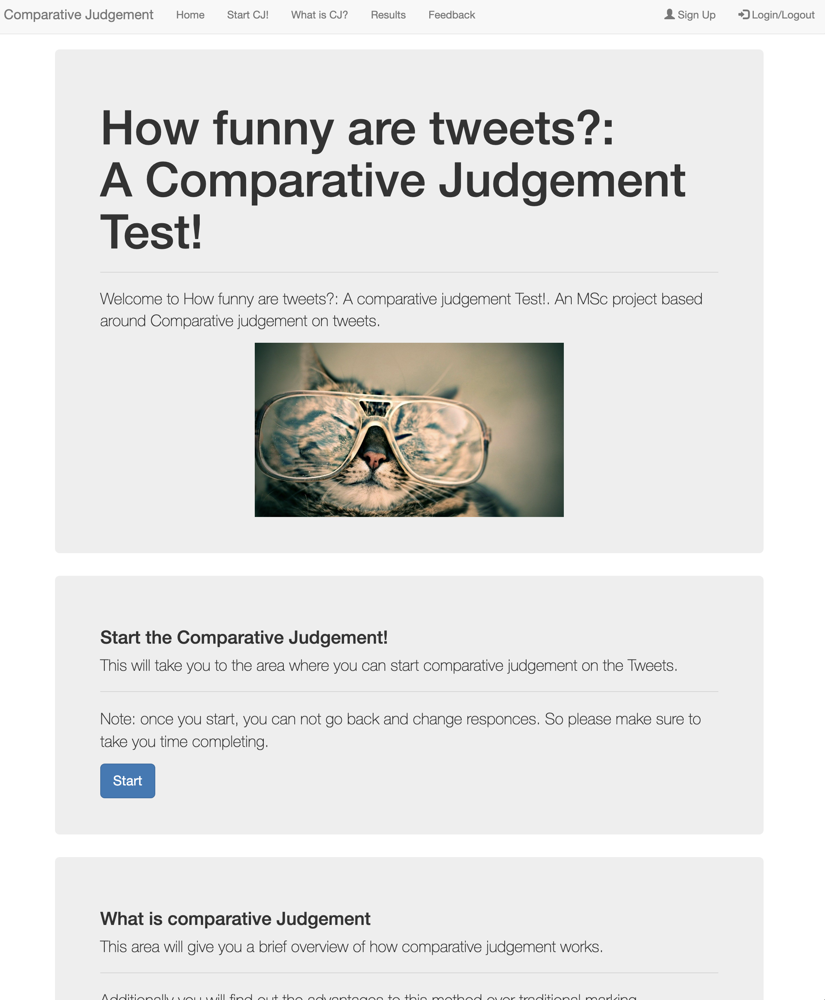 Comparative Judgement Home Start CJ! What is CJ? Results Feedback Sign Up Login/Logout
How funny are tweets?:
A Comparative Judgement
Test!
Welcome to How funny are tweets?: A comparative judgement Test!. An MSc project based
around Comparative judgement on tweets.
Start the Comparative Judgement!
This will take you to the area where you can start comparative judgement on the Tweets.
Note: once you start, you can not go back and change responces. So please make sure to
take you time completing.
Start
What is comparative Judgement
This area will give you a brief overview of how comparative judgement works.
Additionally you will find out the advantages to this method over traditional marking